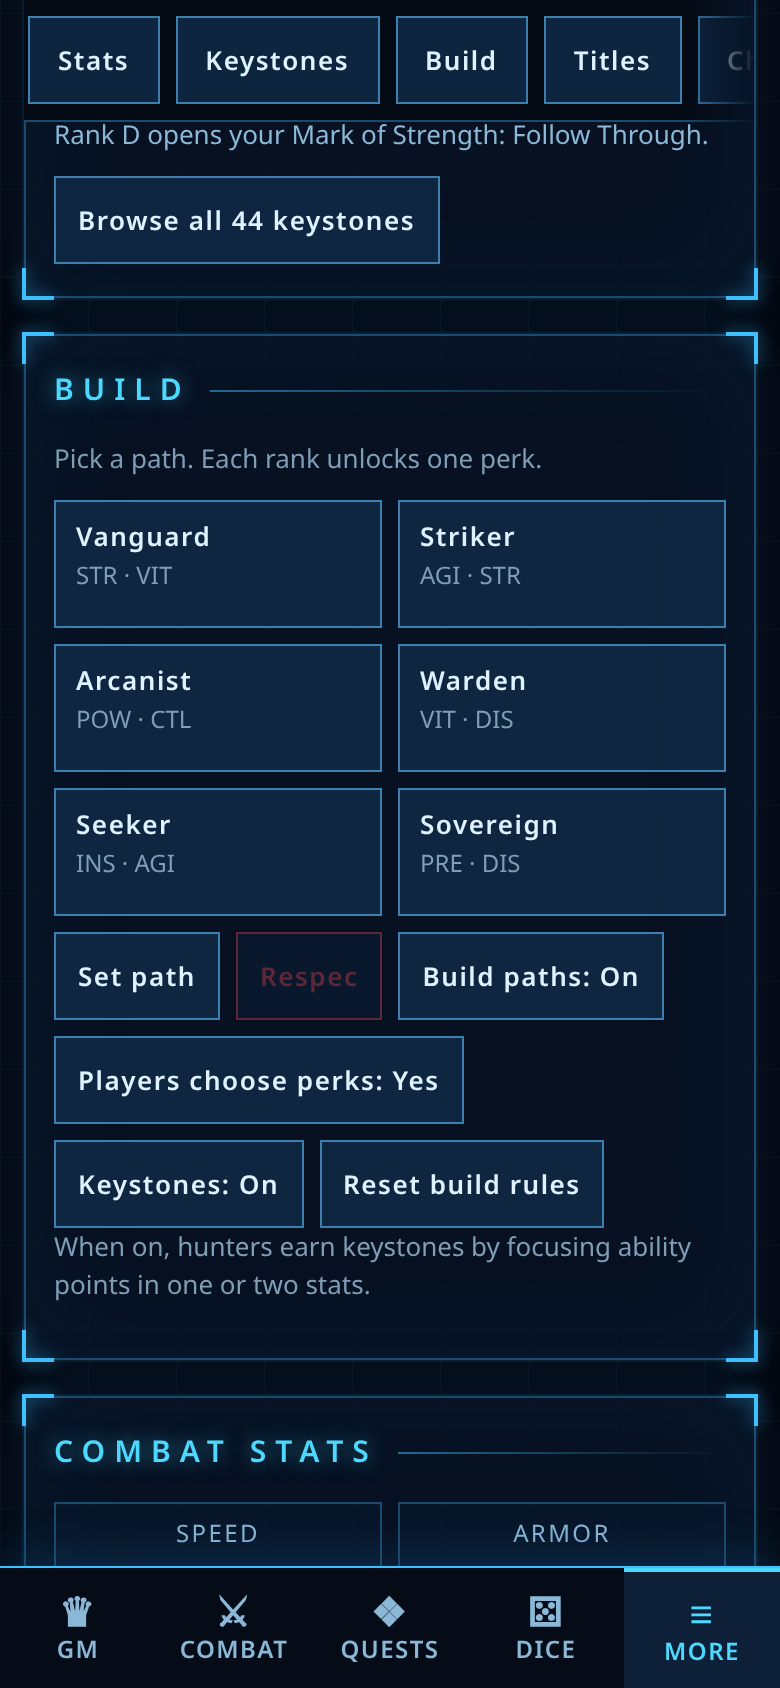 Stats Keystones Build Titles
Rank D opens your Mark of Strength: Follow Through.
Browse all 44 keystones
BUILD
Pick a path. Each rank unlocks one perk.
Vanguard Striker
STR · VIT AGI · STR
Arcanist Warden
POW · CTL VIT · DIS
Seeker Sovereign
INS · AGI PRE · DIS
Set path Respec Build paths: On
Players choose perks: Yes
Keystones: On Reset build rules
When on, hunters earn keystones by focusing ability
points in one or two stats.
COMBAT STATS
SPEED ARMOR
GM COMBAT QUESTS DICE MORE